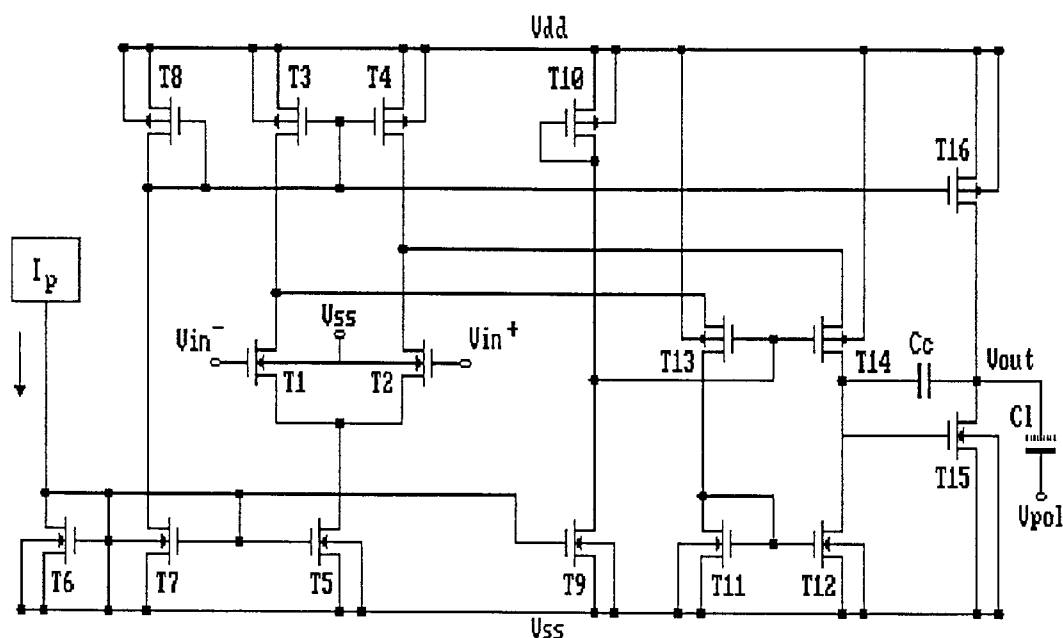 Vdd
T8
T3
T4
T10
T16
Ip
Vin-
Vss
Vin+
T1
T2
T13
T14
Cc
Vout
Cl
T15
Vpol
T6
T7
T5
T9
T11
T12
Vss